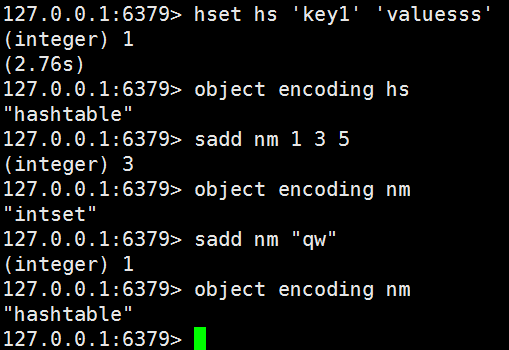 127.0.0.1:6379> hset hs 'key1' 'valuesss'
(integer) 1
(2.76s)
127.0.0.1:6379> object encoding hs
"hashtable"
127.0.0.1:6379> sadd nm 1 3 5
(integer) 3
127.0.0.1:6379> object encoding nm
"intset"
127.0.0.1:6379> sadd nm "qw"
(integer) 1
127.0.0.1:6379> object encoding nm
"hashtable"
127.0.0.1:6379>